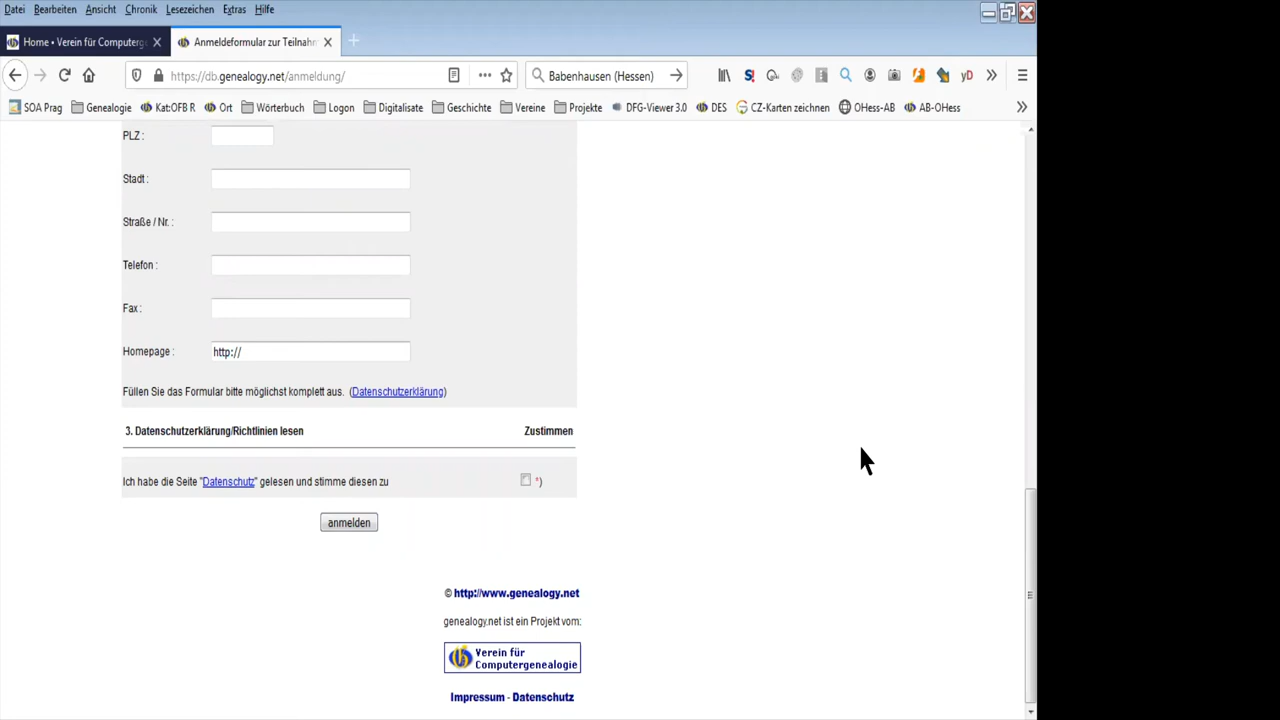 Datei Bearbeiten Ansicht Chronik Lesezeichen Extras Hilfe
Home • Verein für Computerge
Anmeldeformular zur Teilnahm
https://db.genealogy.net/anmeldung/
Babenhausen (Hessen)
SOA Prag Genealogie Kat:OFB R Ort Wörterbuch Logon Digitalisate Geschichte Vereine Projekte DFG-Viewer 3.0 DES CZ-Karten zeichnen OHess-AB AB-OHess
PLZ :
Stadt :
Straße / Nr. :
Telefon :
Fax :
Homepage : http://
Füllen Sie das Formular bitte möglichst komplett aus. (Datenschutzerklärung)
3. Datenschutzerklärung/Richtlinien lesen Zustimmen
Ich habe die Seite "Datenschutz" gelesen und stimme diesen zu *)
anmelden
© http://www.genealogy.net
genealogy.net ist ein Projekt vom:
Verein für
Computergenealogie
Impressum - Datenschutz